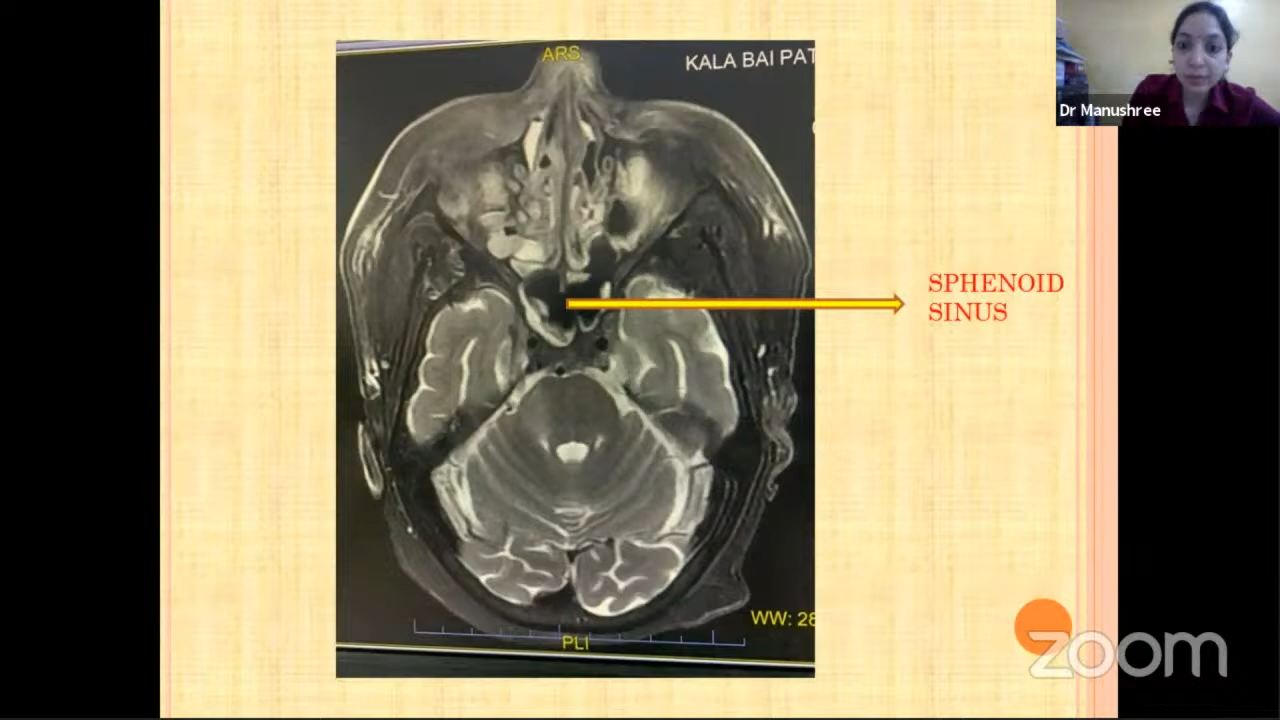 ARS
KALA BAI PAT
Dr Manushree
SPHENOID
SINUS
WW: 28
PLI
zoom